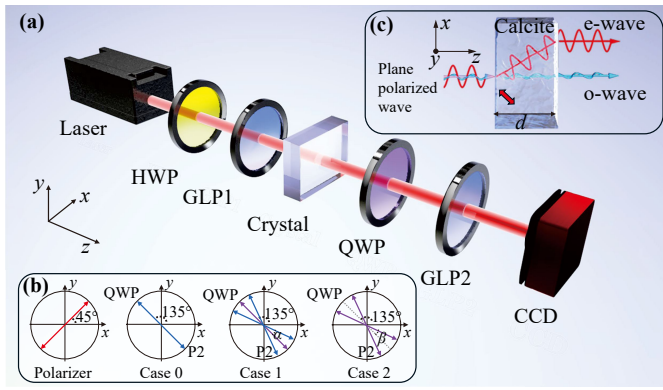 (a)
Laser
HWP
GLP1
Crystal
QWP
GLP2
CCD
y
x
z
(c)
Calcite
x
y
z
Plane
polarized
wave
e-wave
o-wave
d
(b)
y
45°
x
Polarizer
QWP
y
135°
x
P2
Case 0
QWP
y
135°
x
α
P2
Case 1
QWP
y
135°
x
β
P2
Case 2